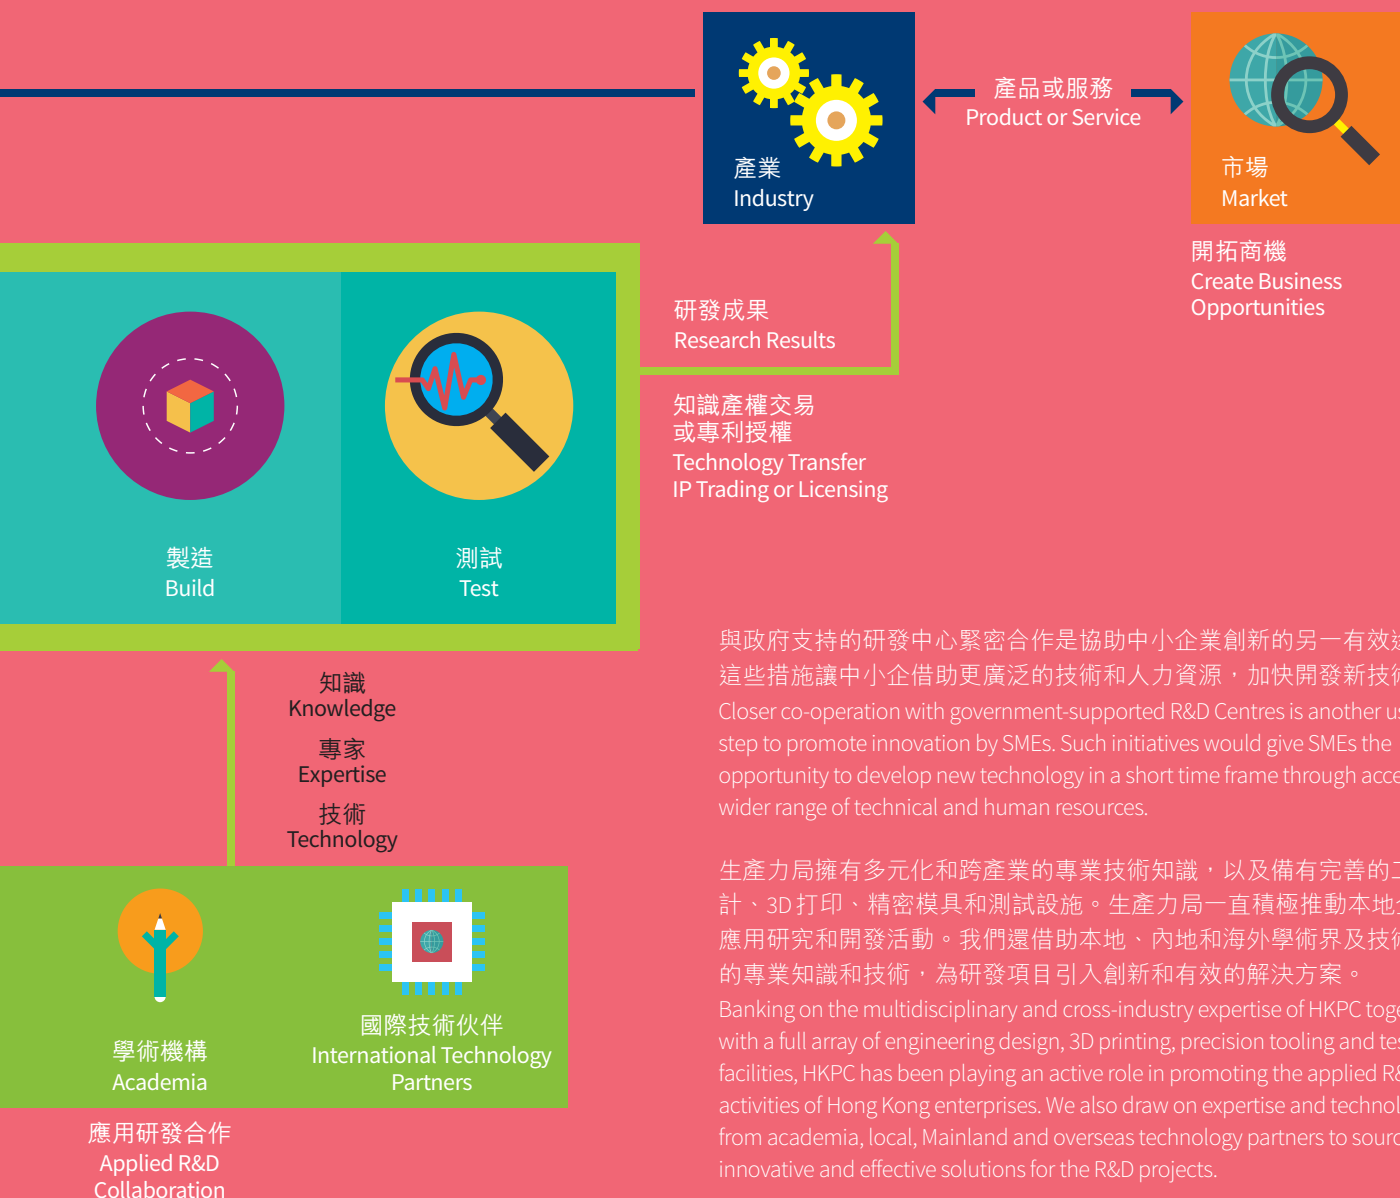 產業
Industry
產品或服務
Product or Service
市場
Market
開拓商機
Create Business
Opportunities
研發成果
Research Results
知識產權交易
或專利授權
Technology Transfer
IP Trading or Licensing
製造
Build
測試
Test
知識
Knowledge
專家
Expertise
技術
Technology
學術機構
Academia
國際技術伙伴
International Technology
Partners
應用研發合作
Applied R&D
Collaboration
與政府支持的研發中心緊密合作是協助中小企業創新的另一有效
這些措施讓中小企借助更廣泛的技術和人力資源，加快開發新技術
Closer co-operation with government-supported R&D Centres is another
step to promote innovation by SMEs. Such initiatives would give SMEs the
opportunity to develop new technology in a short time frame through
wider range of technical and human resources.
生產力局擁有多元化和跨產業的專業技術知識，以及備有完善的
計、3D打印、精密模具和測試設施。生產力局一直積極推動本地
應用研究和開發活動。我們還借助本地、內地和海外學術界及技術
的專業知識和技術，為研發項目引入創新和有效的解決方案。
Banking on the multidisciplinary and cross-industry expertise of HKPC
with a full array of engineering design, 3D printing, precision tooling and
facilities, HKPC has been playing an active role in promoting the applied
activities of Hong Kong enterprises. We also draw on expertise and
from academia, local, Mainland and overseas technology partners to
innovative and effective solutions for the R&D projects.